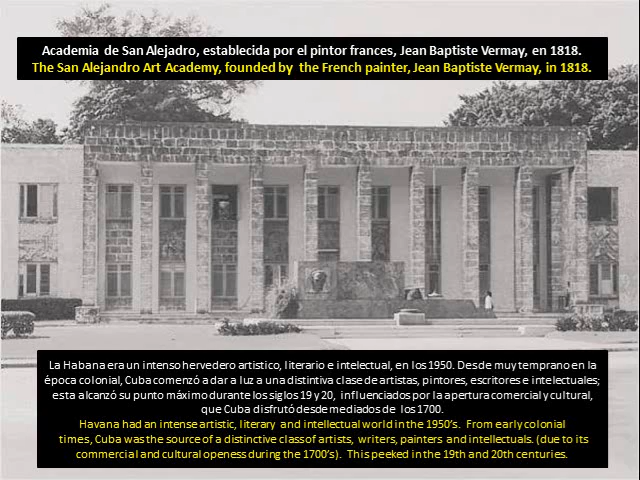 Academia de San Alejadro, establecida por el pintor frances, Jean Baptiste Vermay, en 1818.
The San Alejandro Art Academy, founded by the French painter, Jean Baptiste Vermay, in 1818.
La Habana era un intenso hervedero artistico, literario e intelectual, en los 1950. Desde muy temprano en la
época colonial, Cuba comenzó a dar a luz a una distintiva clase de artistas, pintores, escritores e intelectuales;
esta alcanzó su punto máximo durante los siglos 19 y 20, influenciados por la apertura comercial y cultural,
que Cuba disfrutó desde mediados de los 1700.
Havana had an intense artistic, literary and intellectual world in the 1950's. From early colonial
times, Cuba was the source of a distinctive class of artists, writers, painters and intellectuals. (due to its
commercial and cultural openess during the 1700's). This peeked in the 19th and 20th centuries.